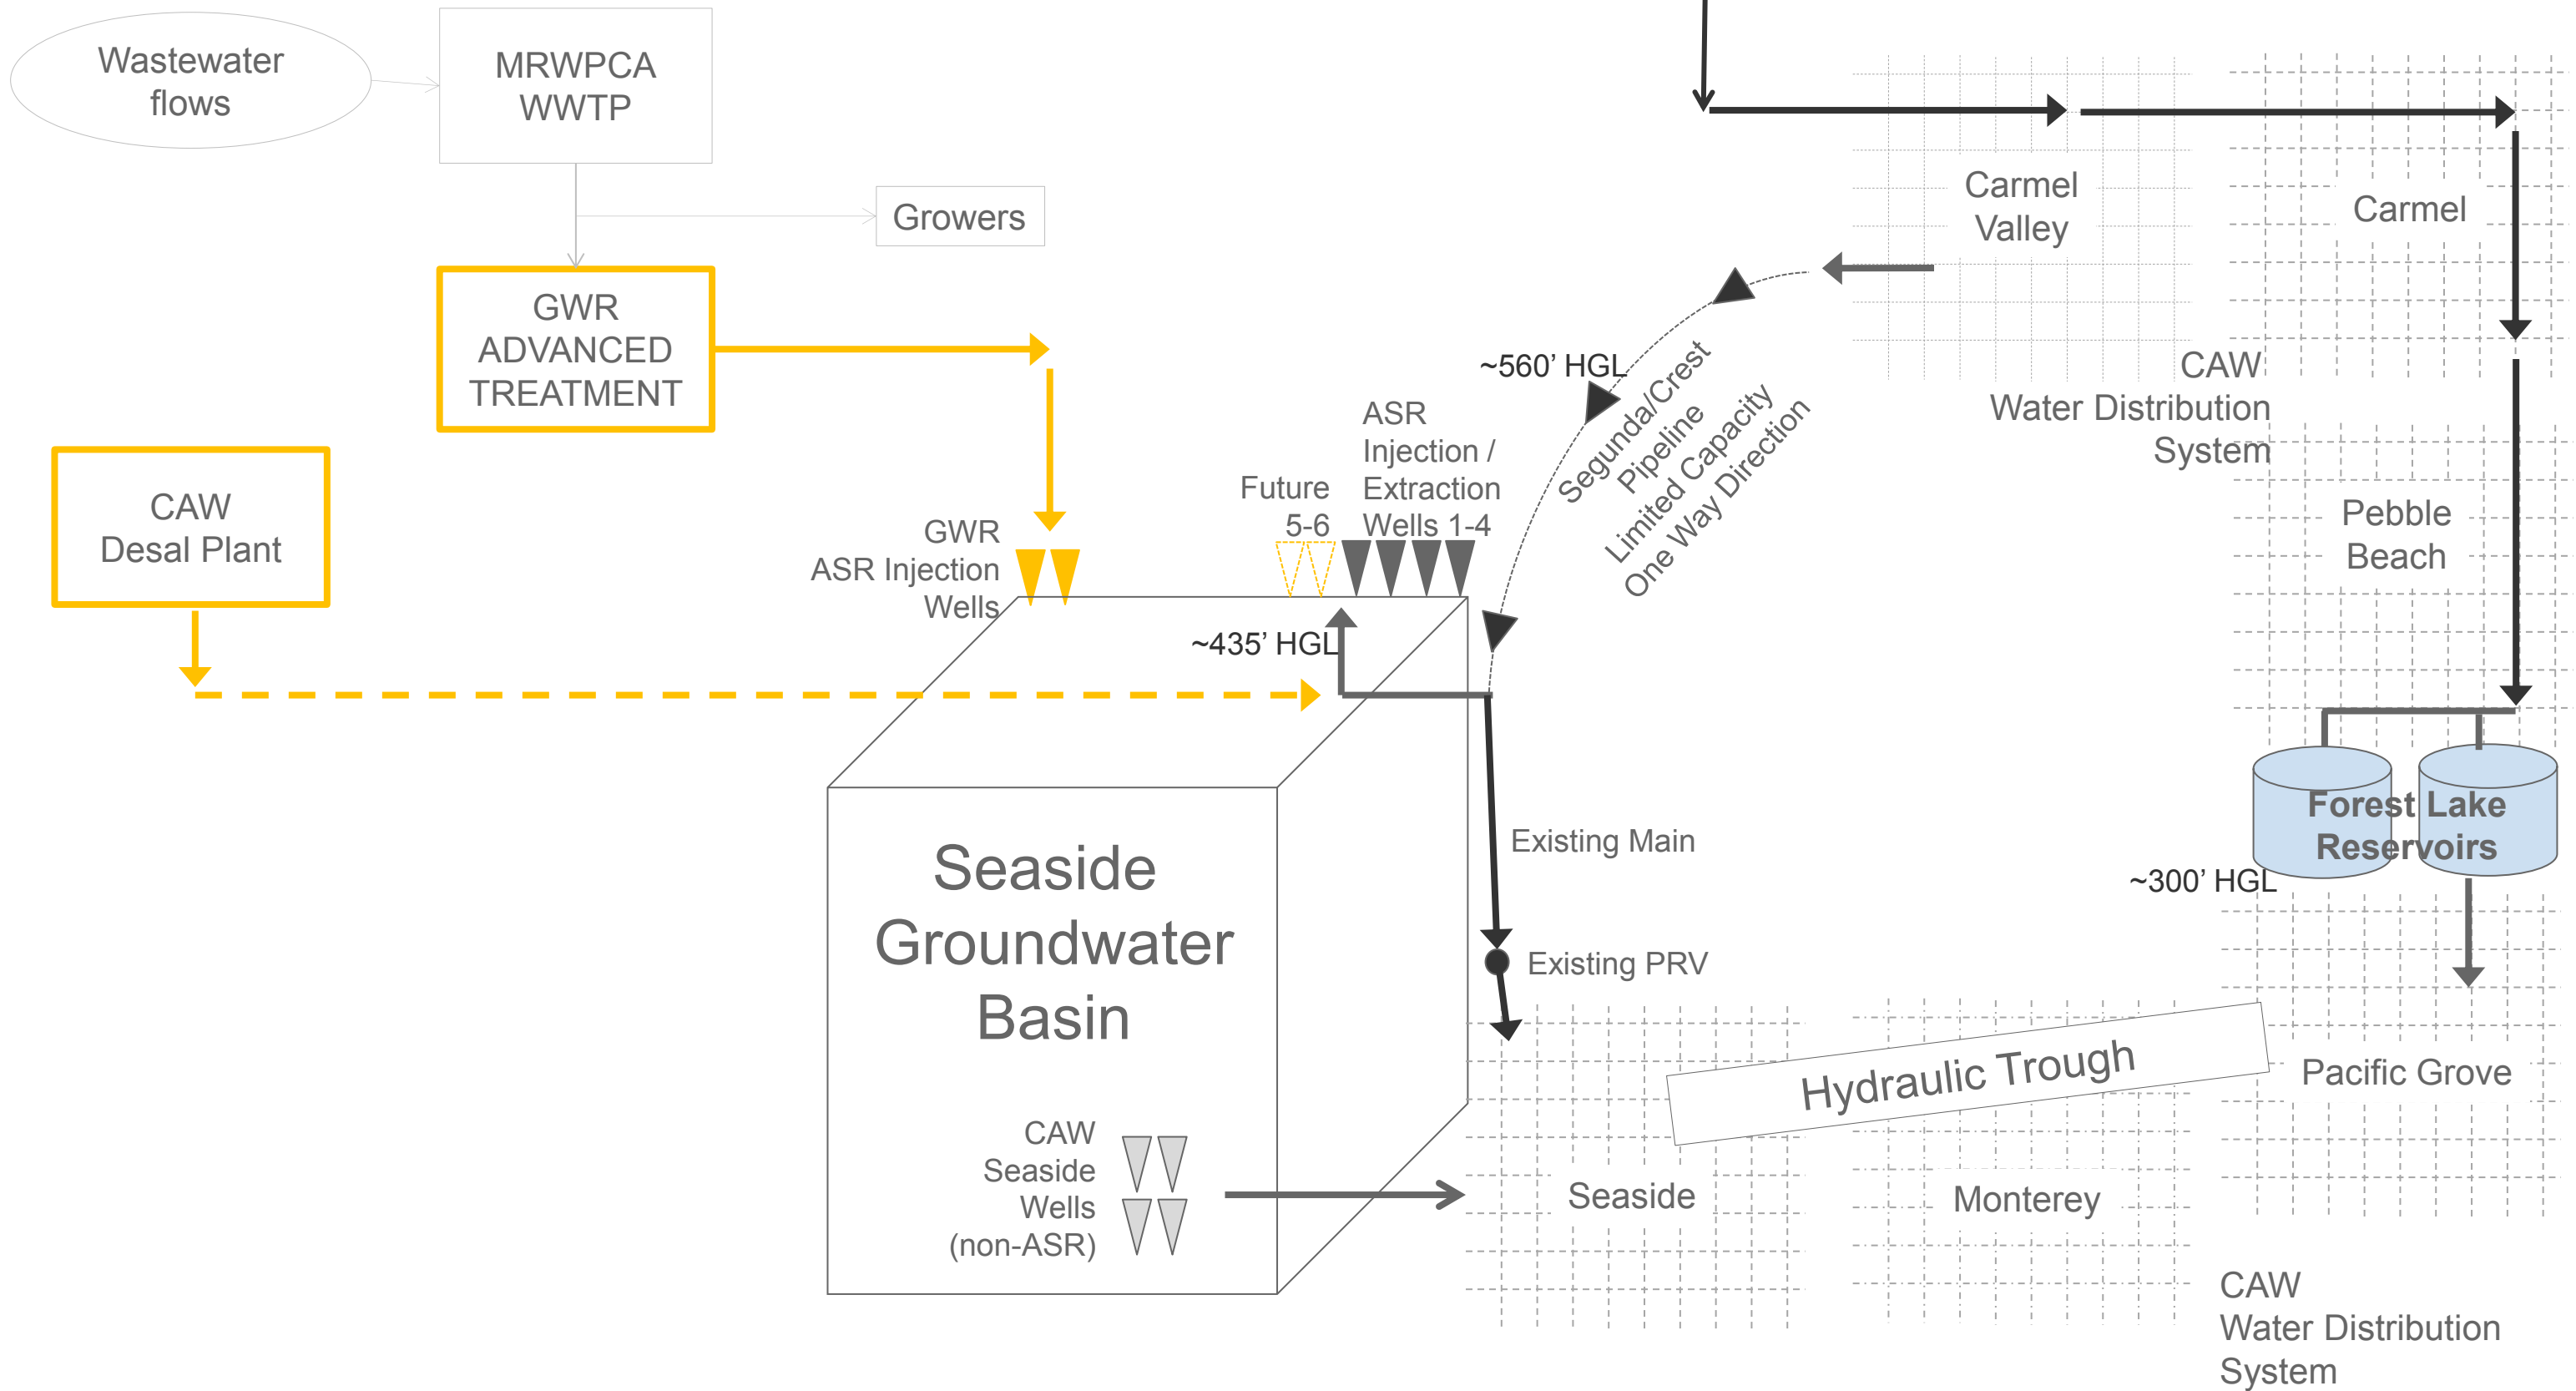 Wastewater
flows
MRWPCA
WWTP
Growers
GWR
ADVANCED
TREATMENT
CAW
Desal Plant
GWR
ASR Injection
Wells
Future
5-6
ASR
Injection /
Extraction
Wells 1-4
~435’ HGL
~560’ HGL
Segunda/Crest
Pipeline
Limited Capacity
One Way Direction
Carmel
Valley
Carmel
CAW
Water Distribution
System
Pebble
Beach
Forest Lake
Reservoirs
~300’ HGL
Existing Main
Existing PRV
Seaside
Groundwater
Basin
CAW
Seaside
Wells
(non-ASR)
Hydraulic Trough
Seaside
Monterey
Pacific Grove
CAW
Water Distribution
System